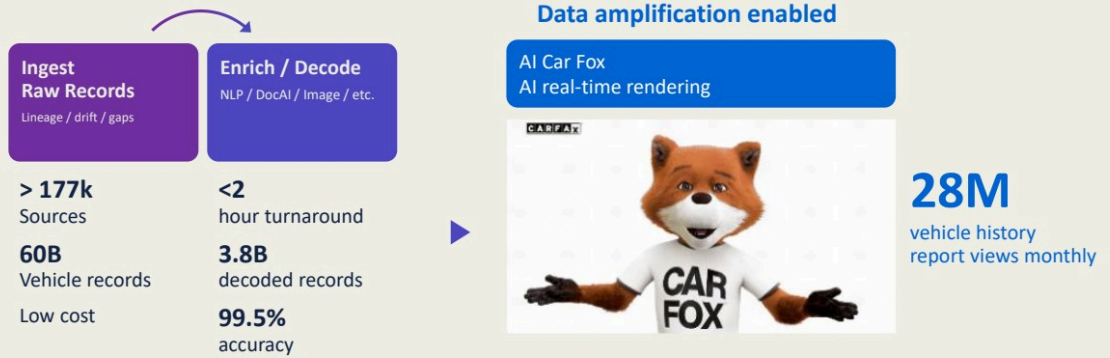 Ingest
Raw Records
Lineage / drift / gaps
> 177k
Sources
60B
Vehicle records
Low cost
Enrich / Decode
NLP / DocAI / Image / etc.
<2
hour turnaround
3.8B
decoded records
99.5%
accuracy
Data amplification enabled
AI Car Fox
AI real-time rendering
CARFAX
CAR
FOX
28M
vehicle history
report views monthly